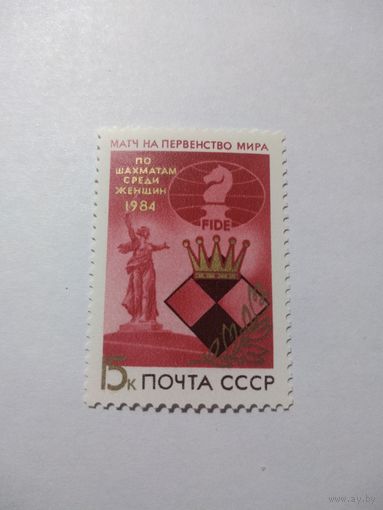 МАТЧ НА ПЕРВЕНСТВО МИРА
ПО
ШАХМАТАМ
СРЕДИ
ЖЕНЩИН
1984
FIDE
15к ПОЧТА СССР
www.ay.by